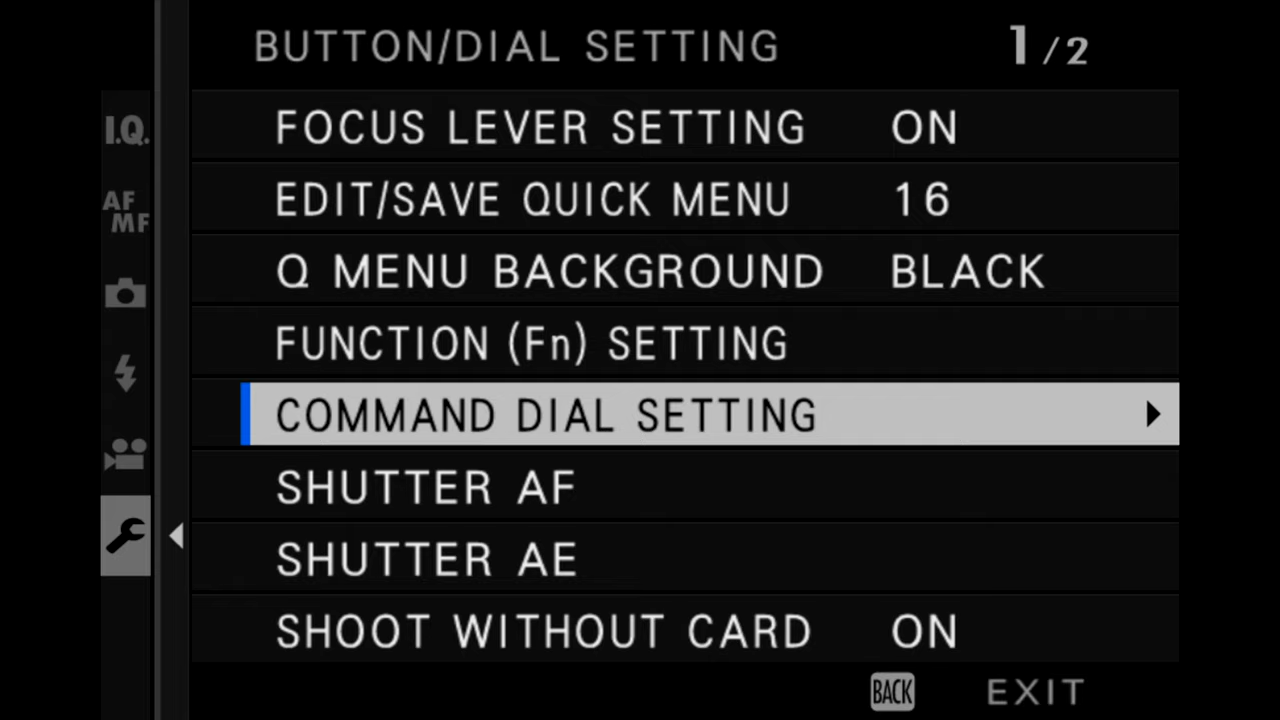 BUTTON/DIAL SETTING 1/2
I.Q.
AF
MF
FOCUS LEVER SETTING ON
EDIT/SAVE QUICK MENU 16
Q MENU BACKGROUND BLACK
FUNCTION (Fn) SETTING
COMMAND DIAL SETTING
SHUTTER AF
SHUTTER AE
SHOOT WITHOUT CARD ON
BACK EXIT